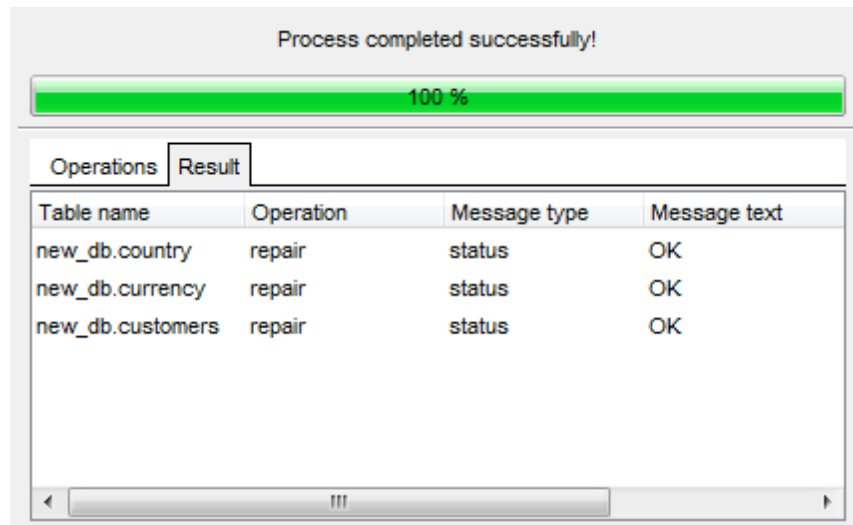 Process completed successfully!
100 %
Operations Result
Table name Operation Message type Message text
new_db.country repair status OK
new_db.currency repair status OK
new_db.customers repair status OK